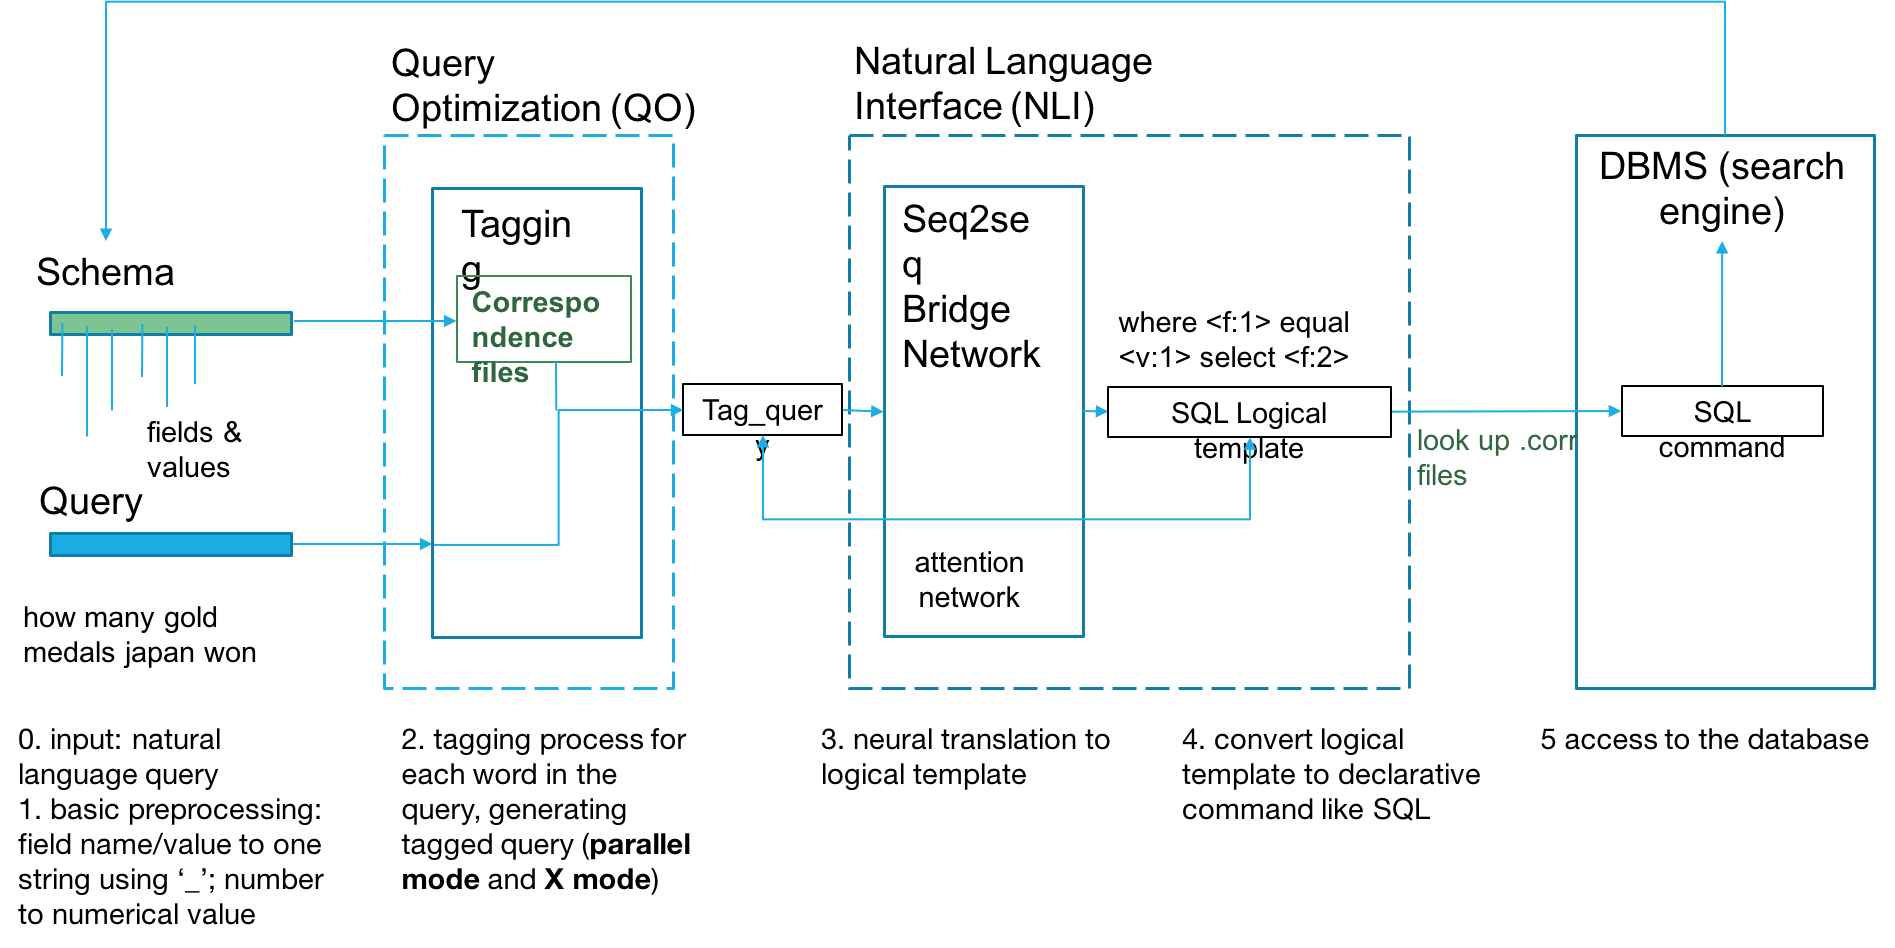 Query
Optimization (QO)
Natural Language
Interface (NLI)
DBMS (search
engine)
Schema
fields &
values
Query
how many gold
medals japan won
Taggin
g
Correspo
ndence
files
Tag_quer
y
Seq2se
q
Bridge
Network
attention
network
where <f:1> equal
<v:1> select <f:2>
SQL Logical
template
look up .corr
files
SQL
command
0. input: natural
language query
1. basic preprocessing:
field name/value to one
string using ‘_’; number
to numerical value
2. tagging process for
each word in the
query, generating
tagged query (parallel
mode and X mode)
3. neural translation to
logical template
4. convert logical
template to declarative
command like SQL
5 access to the database